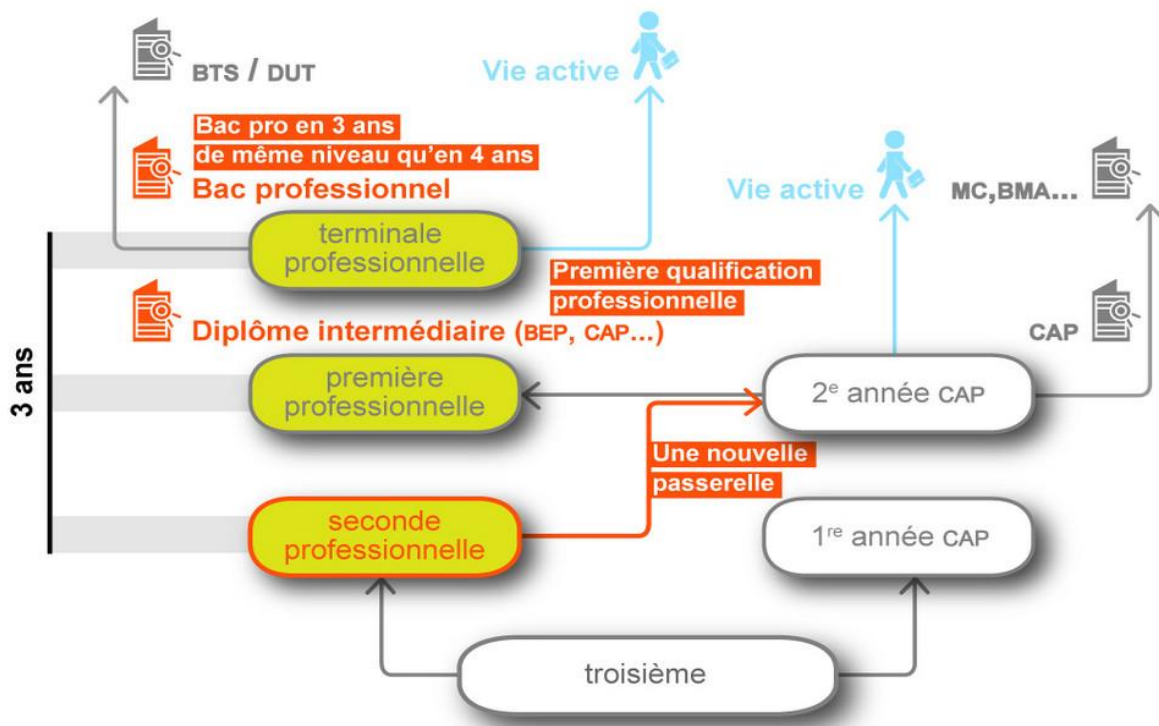 BTS / DUT
Vie active
Bac pro en 3 ans
de même niveau qu'en 4 ans
Bac professionnel
Vie active
MC,BMA...
terminale
professionnelle
Première qualification
professionnelle
Diplôme intermédiaire (BEP, CAP...)
CAP
3 ans
première
professionnelle
2e année CAP
Une nouvelle
passerelle
seconde
professionnelle
1re année CAP
troisième